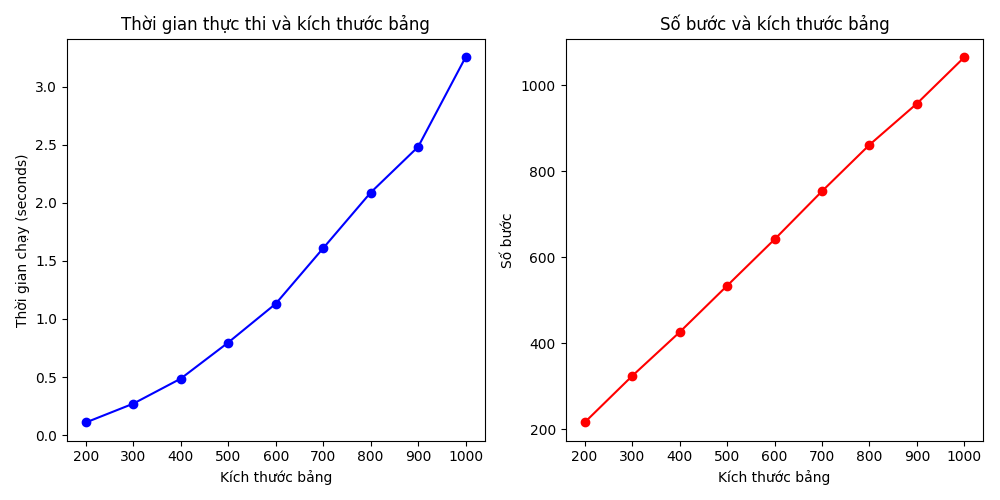 Thời gian thực thi và kích thước bảng
3.0
2.5
2.0
1.5
1.0
0.5
0.0
Thời gian chạy (seconds)
200 300 400 500 600 700 800 900 1000
Kích thước bảng
Số bước và kích thước bảng
1000
800
600
400
200
Số bước
200 300 400 500 600 700 800 900 1000
Kích thước bảng